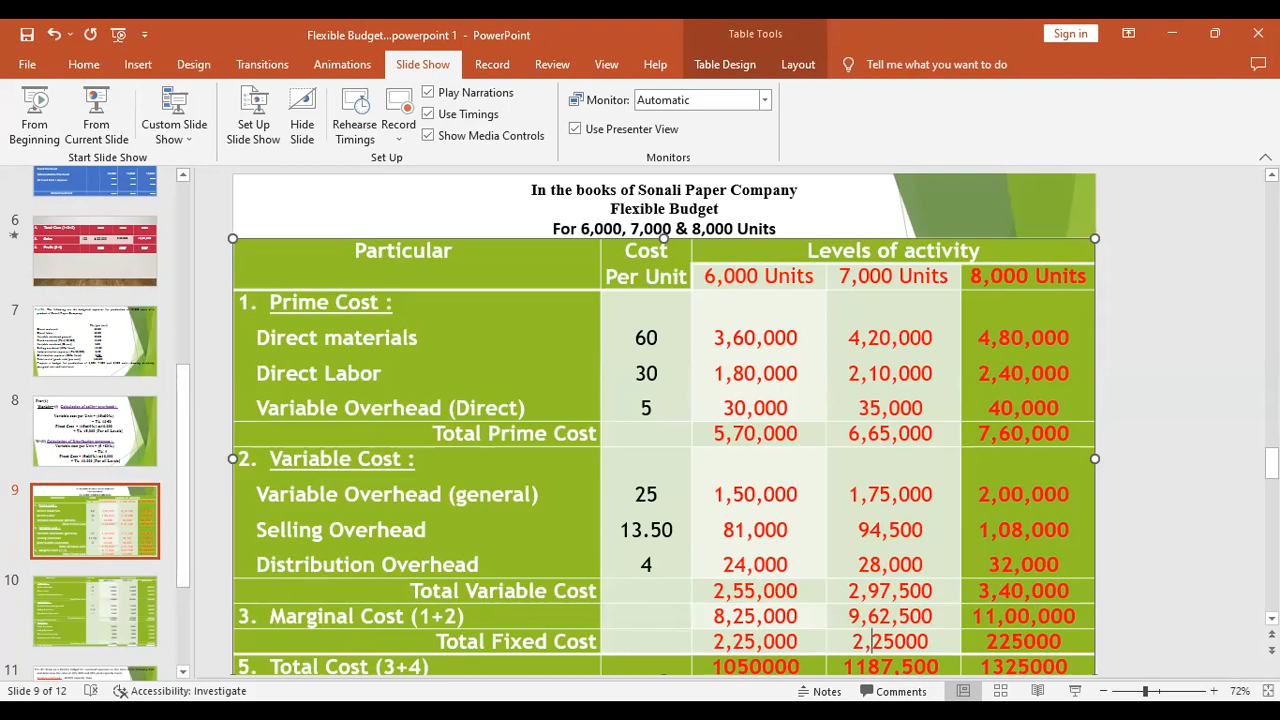 Flexible Budget...powerpoint 1 - PowerPoint
Table Tools
Sign in
File Home Insert Design Transitions Animations Slide Show Record Review View Help Table Design Layout Tell me what you want to do
From Beginning
From Current Slide
Custom Slide Show
Start Slide Show
Set Up Slide Show
Hide Slide
Rehearse Timings
Record
Play Narrations
Use Timings
Show Media Controls
Set Up
Monitor: Automatic
Use Presenter View
Monitors
6
7
8
9
10
11
In the books of Sonali Paper Company
Flexible Budget
For 6,000, 7,000 & 8,000 Units
Particular Cost Per Unit Levels of activity
6,000 Units 7,000 Units 8,000 Units
1. Prime Cost :
Direct materials 60 3,60,000 4,20,000 4,80,000
Direct Labor 30 1,80,000 2,10,000 2,40,000
Variable Overhead (Direct) 5 30,000 35,000 40,000
Total Prime Cost 5,70,000 6,65,000 7,60,000
2. Variable Cost :
Variable Overhead (general) 25 1,50,000 1,75,000 2,00,000
Selling Overhead 13.50 81,000 94,500 1,08,000
Distribution Overhead 4 24,000 28,000 32,000
Total Variable Cost 2,55,000 2,97,500 3,40,000
3. Marginal Cost (1+2) 8,25,000 9,62,500 11,00,000
Total Fixed Cost 2,25,000 2,25000 225000
5. Total Cost (3+4) 1050000 1187,500 1325000
Slide 9 of 12 Accessibility: Investigate Notes Comments 72%